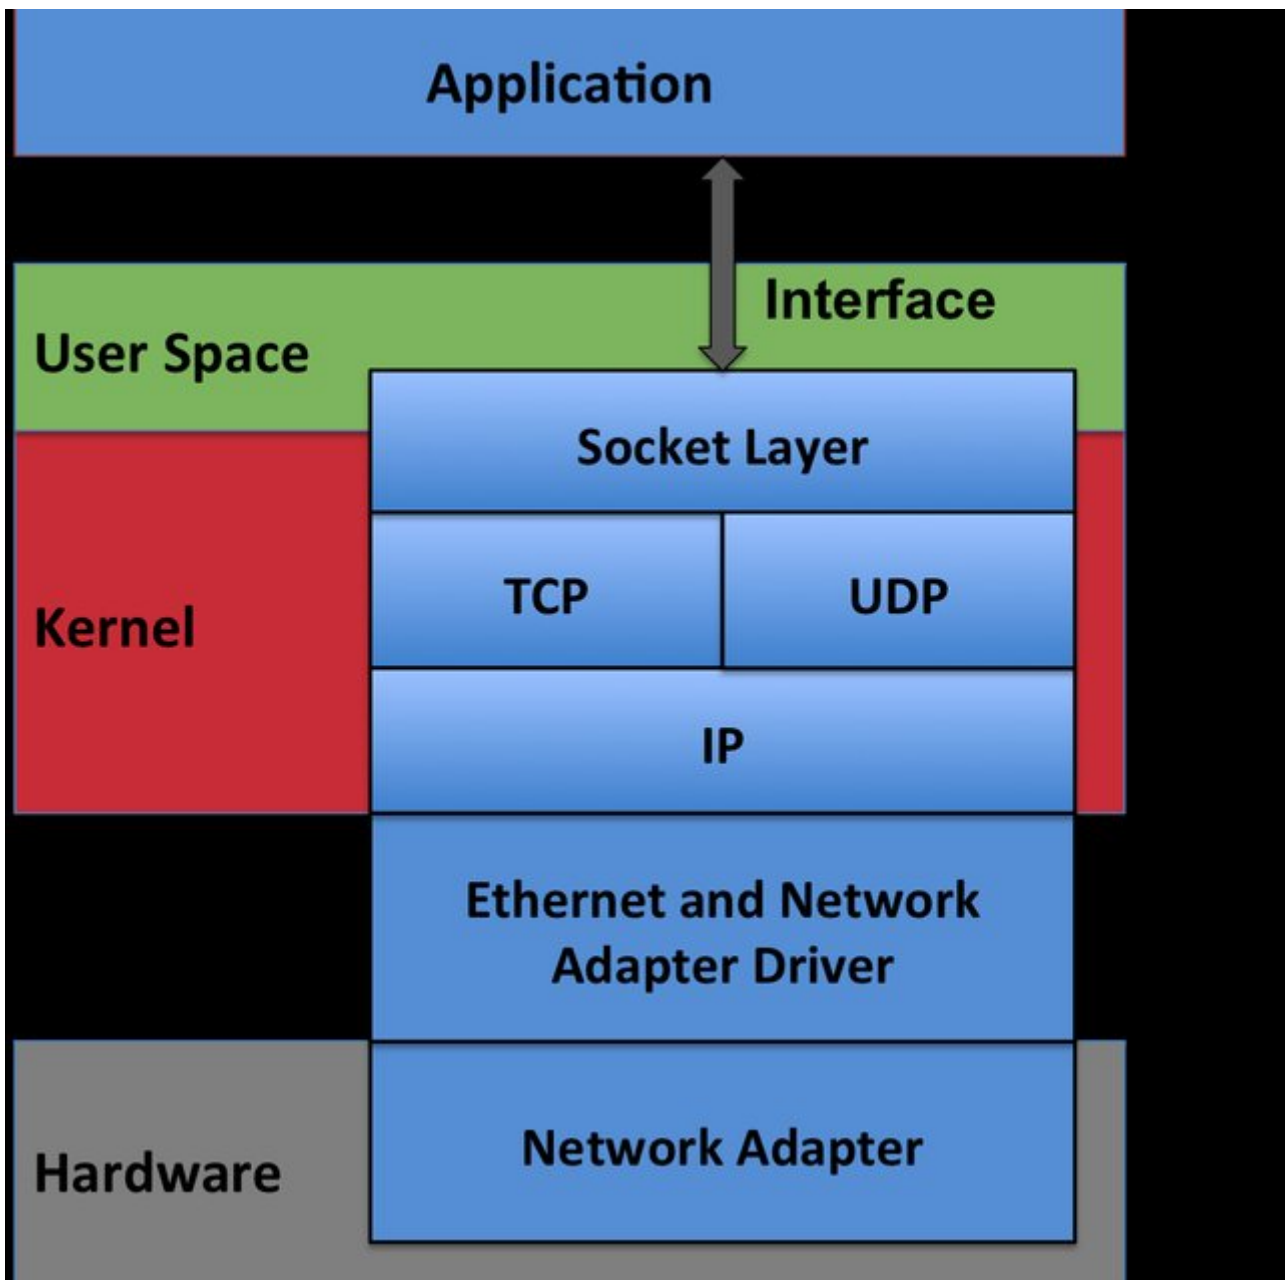 Application
Interface
User Space
Socket Layer
TCP
UDP
Kernel
IP
Ethernet and Network
Adapter Driver
Network Adapter
Hardware